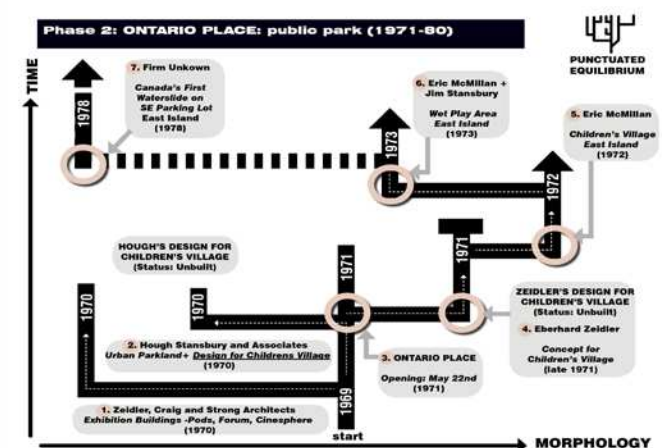 Phase 2: ONTARIO PLACE: public park (1971-80)
PUNCTUATED
EQUILIBRIUM
TIME
7. Firm Unkown
Canada's First
Waterslide on
SE Parking Lot
East Island
(1978)
1978
6. Eric McMillan +
Jim Stansbury
Wet Play Area
East Island
(1973)
1973
5. Eric McMillan
Children's Village
East Island
(1972)
1972
HOUGH'S DESIGN FOR
CHILDREN'S VILLAGE
(Status: Unbuilt)
1970
1970
1971
1971
ZEIDLER'S DESIGN FOR
CHILDREN'S VILLAGE
(Status: Unbuilt)
4. Eberhard Zeidler
Concept for
Children's Village
(late 1971)
2. Hough Stansbury and Associates
Urban Parkland+ Design for Childrens Village
(1970)
3. ONTARIO PLACE
Opening: May 22nd
(1971)
1. Zeidler, Craig and Strong Architects
Exhibition Buildings -Pods, Forum, Cinesphere
(1970)
1969
start
MORPHOLOGY